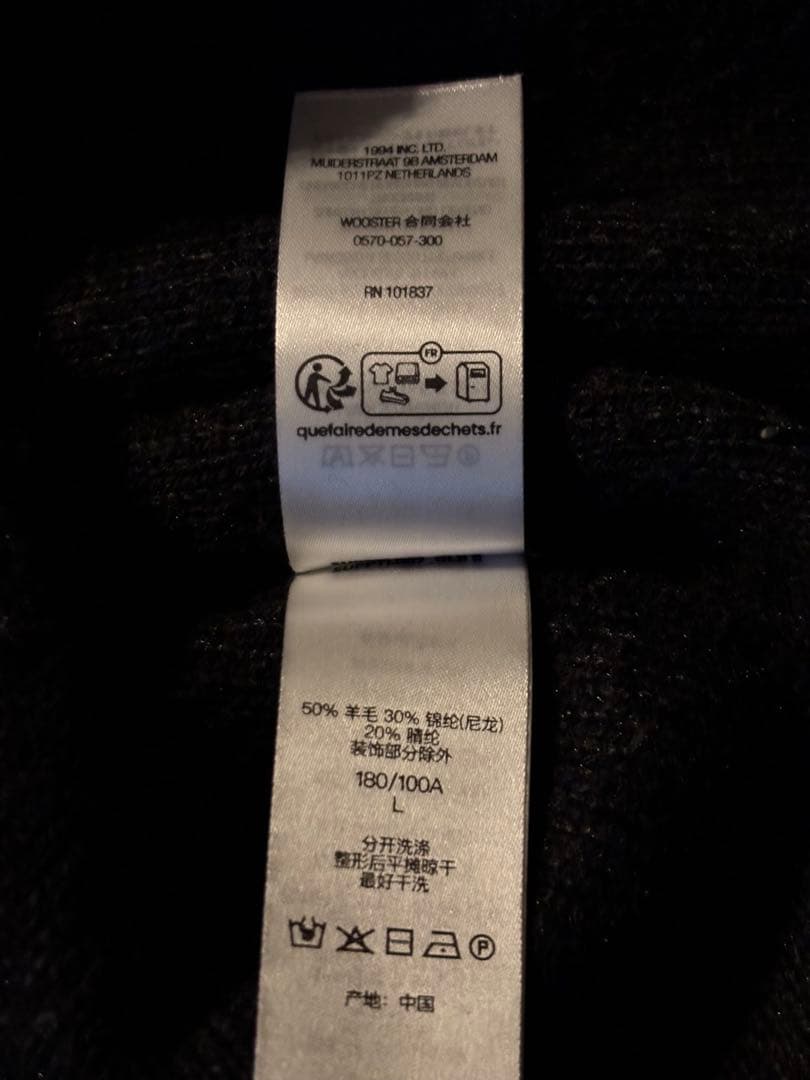 1994 INC. LTD.
MUIDERSTRAAT 9B AMSTERDAM
1011PZ NETHERLANDS
WOOSTER 合同会社
0570-057-300
RN 101837
FR
quefairedemesdechets.fr
50% 羊毛 30% 锦纶(尼龙)
20% 腈纶
装饰部分除外
180/100A
L
分开洗涤
整形后平摊晾干
最好干洗
P
产地：中国